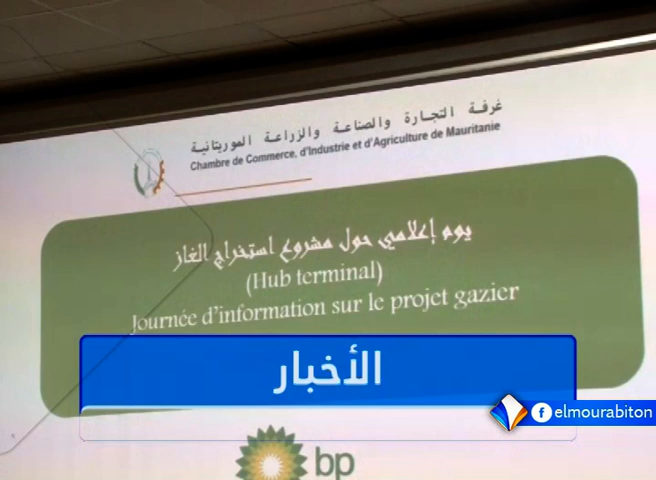 غرفة التجارة والصناعة والزراعة الموريتانية
Chambre de Commerce, d'Industrie et d'Agriculture de Mauritanie
يوم إعلامي حول مشروع استخراج الغاز
(Hub terminal)
Journée d'information sur le projet gazier
الأخبار
elmourabiton
bp